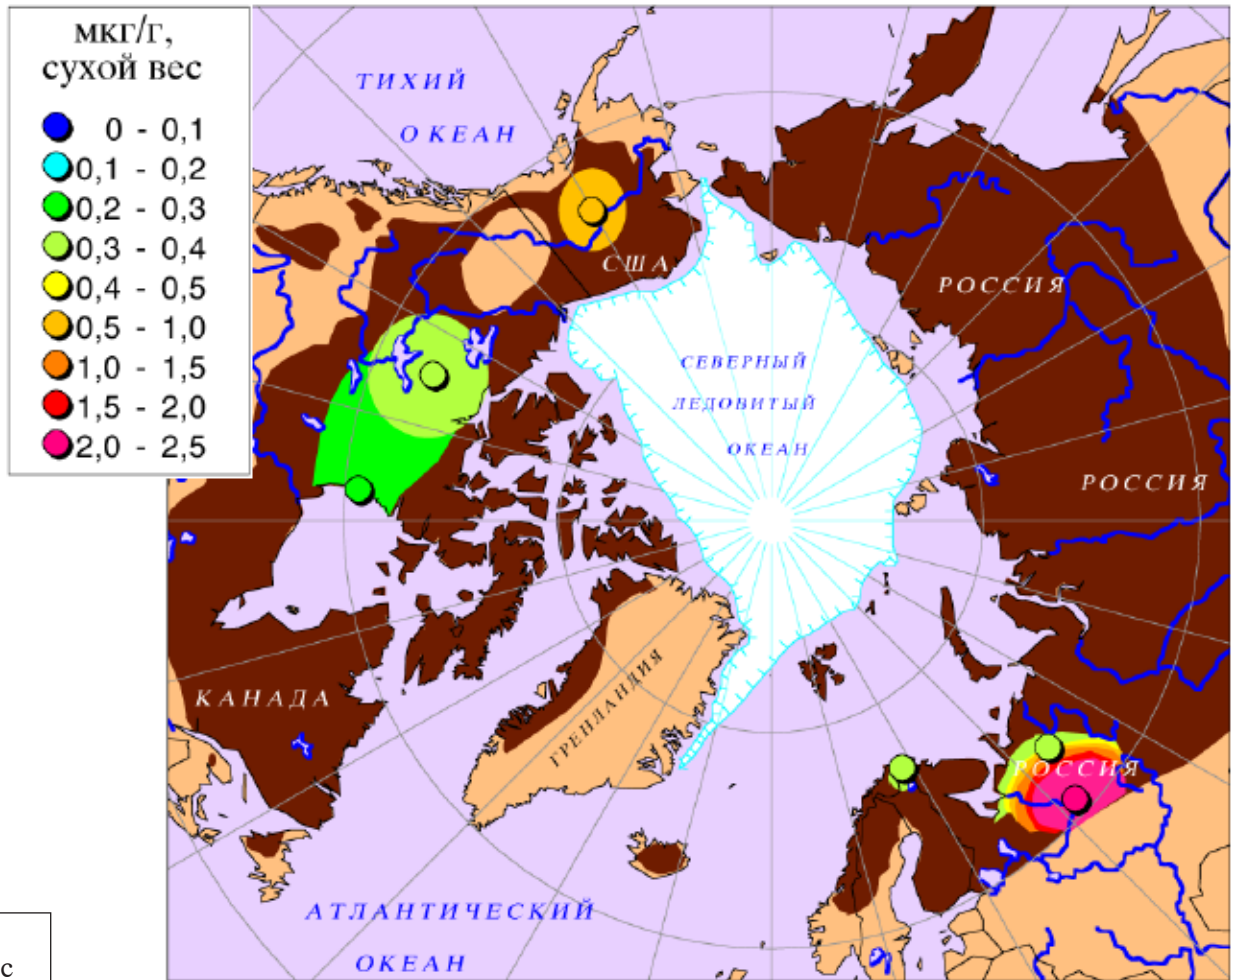 мкг/г,
сухой вес
0 - 0,1
0,1 - 0,2
0,2 - 0,3
0,3 - 0,4
0,4 - 0,5
0,5 - 1,0
1,0 - 1,5
1,5 - 2,0
2,0 - 2,5
ТИХИЙ
ОКЕАН
США
РОССИЯ
СЕВЕРНЫЙ
ЛЕДОВИТЫЙ
ОКЕАН
РОССИЯ
КАНАДА
ГРЕНЛАНДИЯ
РОССИЯ
АТЛАНТИЧЕСКИЙ
ОКЕАН
с